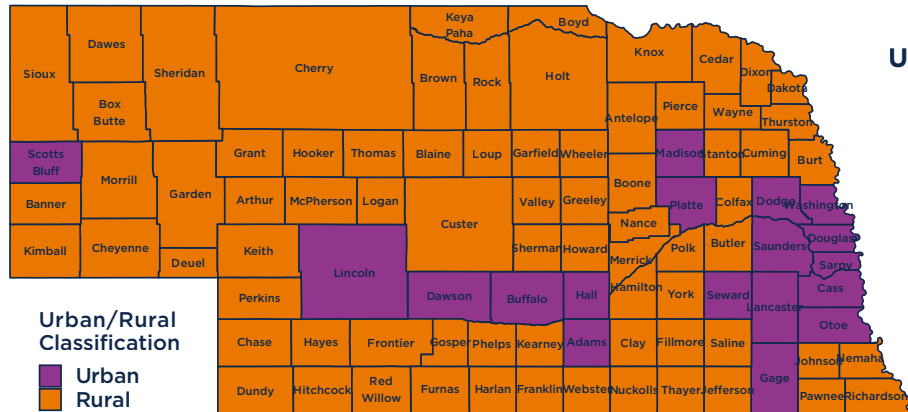 Keya
Paha
Boyd
U
Dawes
Sioux
Sheridan
Cherry
Knox
Cedar
Dixon
Dakota
Brown
Rock
Holt
Box
Butte
Antelope
Pierce
Wayne
Thurston
Scotts
Bluff
Grant
Hooker
Thomas
Blaine
Loup
Garfield
Wheeler
Madison
Stanton
Cuming
Burt
Morrill
Garden
Banner
Arthur
McPherson
Logan
Custer
Valley
Greeley
Boone
Platte
Colfax
Dodge
Washington
Nance
Kimball
Cheyenne
Keith
Deuel
Lincoln
Sherman
Howard
Merrick
Polk
Butler
Saunders
Douglas
Sarpy
Perkins
Dawson
Buffalo
Hall
Hamilton
York
Seward
Lancaster
Cass
Otoe
Urban/Rural
Classification
Urban
Rural
Chase
Hayes
Frontier
Gosper
Phelps
Kearney
Adams
Clay
Fillmore
Saline
Gage
Johnson
Nemaha
Dundy
Hitchcock
Red
Willow
Furnas
Harlan
Franklin
Webster
Nuckolls
Thayer
Jefferson
Pawnee
Richardson